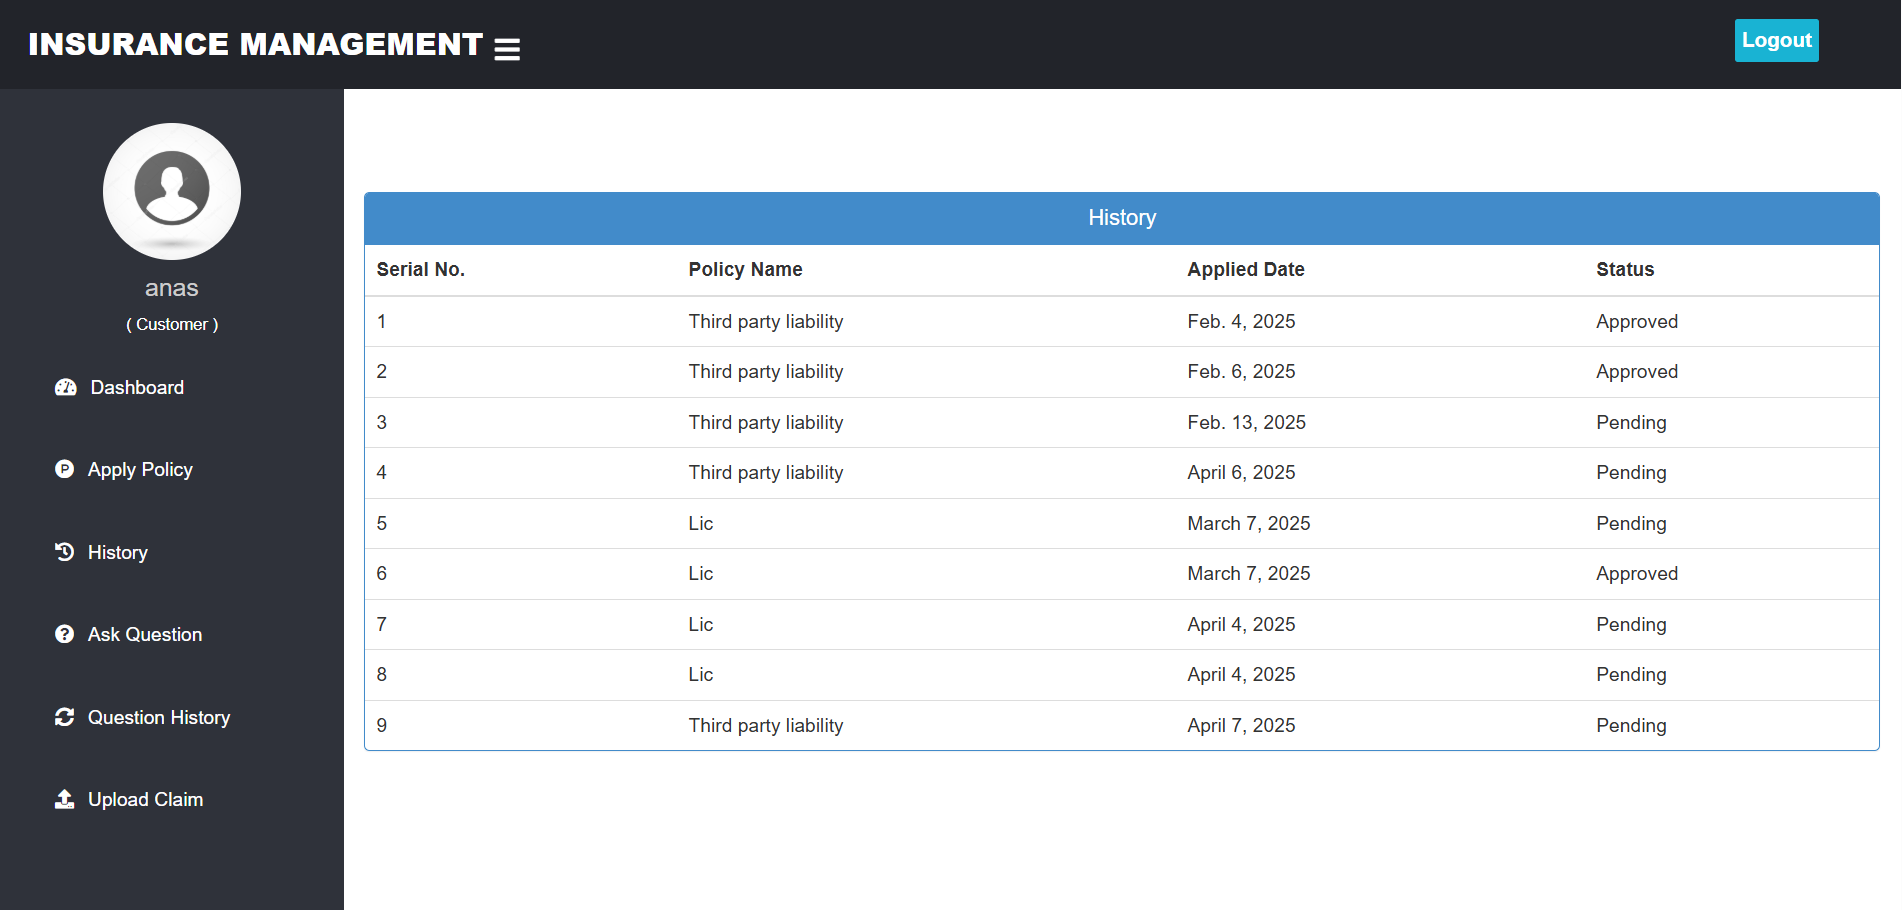 INSURANCE MANAGEMENT
Logout
anas
( Customer )
Dashboard
Apply Policy
History
Ask Question
Question History
Upload Claim
History
Serial No. Policy Name Applied Date Status
1 Third party liability Feb. 4, 2025 Approved
2 Third party liability Feb. 6, 2025 Approved
3 Third party liability Feb. 13, 2025 Pending
4 Third party liability April 6, 2025 Pending
5 Lic March 7, 2025 Pending
6 Lic March 7, 2025 Approved
7 Lic April 4, 2025 Pending
8 Lic April 4, 2025 Pending
9 Third party liability April 7, 2025 Pending